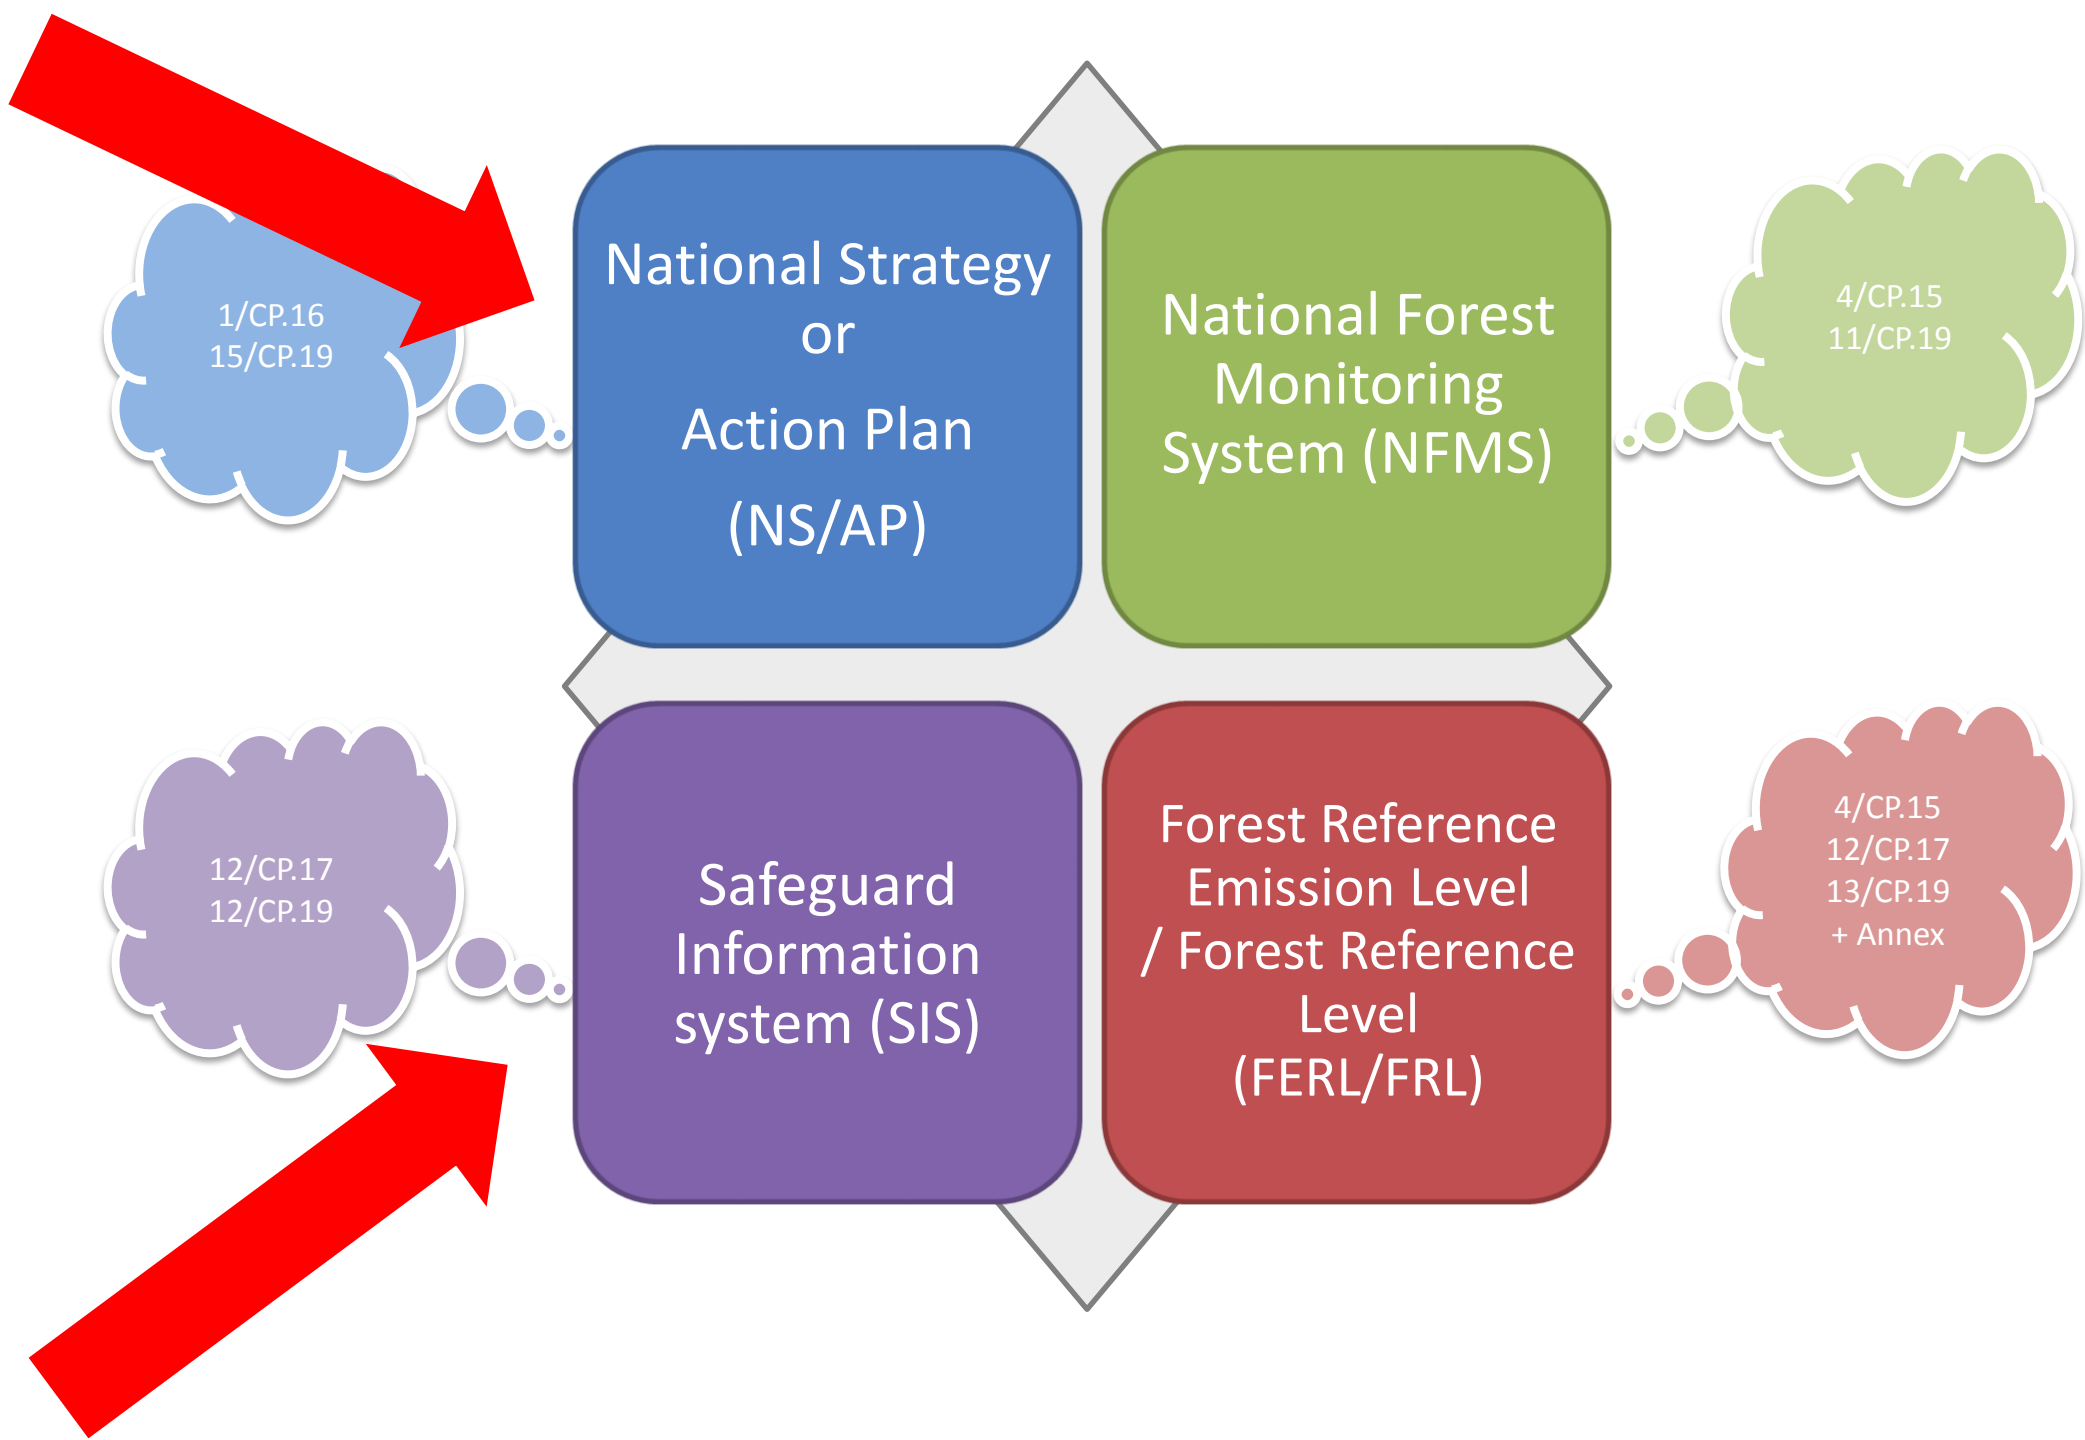 1/CP.16
15/CP.19
National Strategy
or
Action Plan
(NS/AP)
National Forest
Monitoring
System (NFMS)
4/CP.15
11/CP.19
12/CP.17
12/CP.19
Safeguard
Information
system (SIS)
Forest Reference
Emission Level
/ Forest Reference
Level
(FERL/FRL)
4/CP.15
12/CP.17
13/CP.19
+ Annex